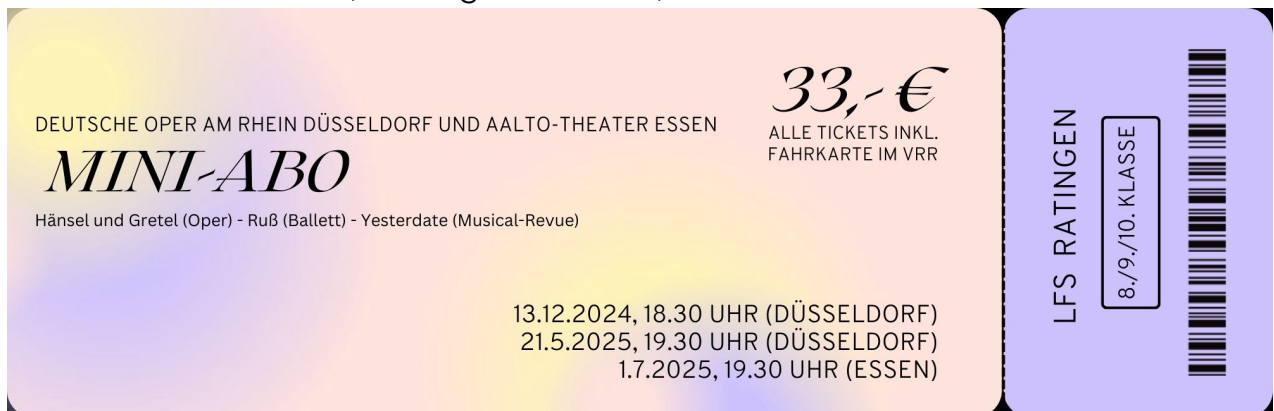 33,- €
ALLE TICKETS INKL.
FAHRKARTE IM VRR
DEUTSCHE OPER AM RHEIN DÜSSELDORF UND AALTO-THEATER ESSEN
MINI-ABO
Hänsel und Gretel (Oper) - Ruß (Ballett) - Yesterdate (Musical-Revue)
13.12.2024, 18.30 UHR (DÜSSELDORF)
21.5.2025, 19.30 UHR (DÜSSELDORF)
1.7.2025, 19.30 UHR (ESSEN)
LFS RATINGEN
8./9./10. KLASSE